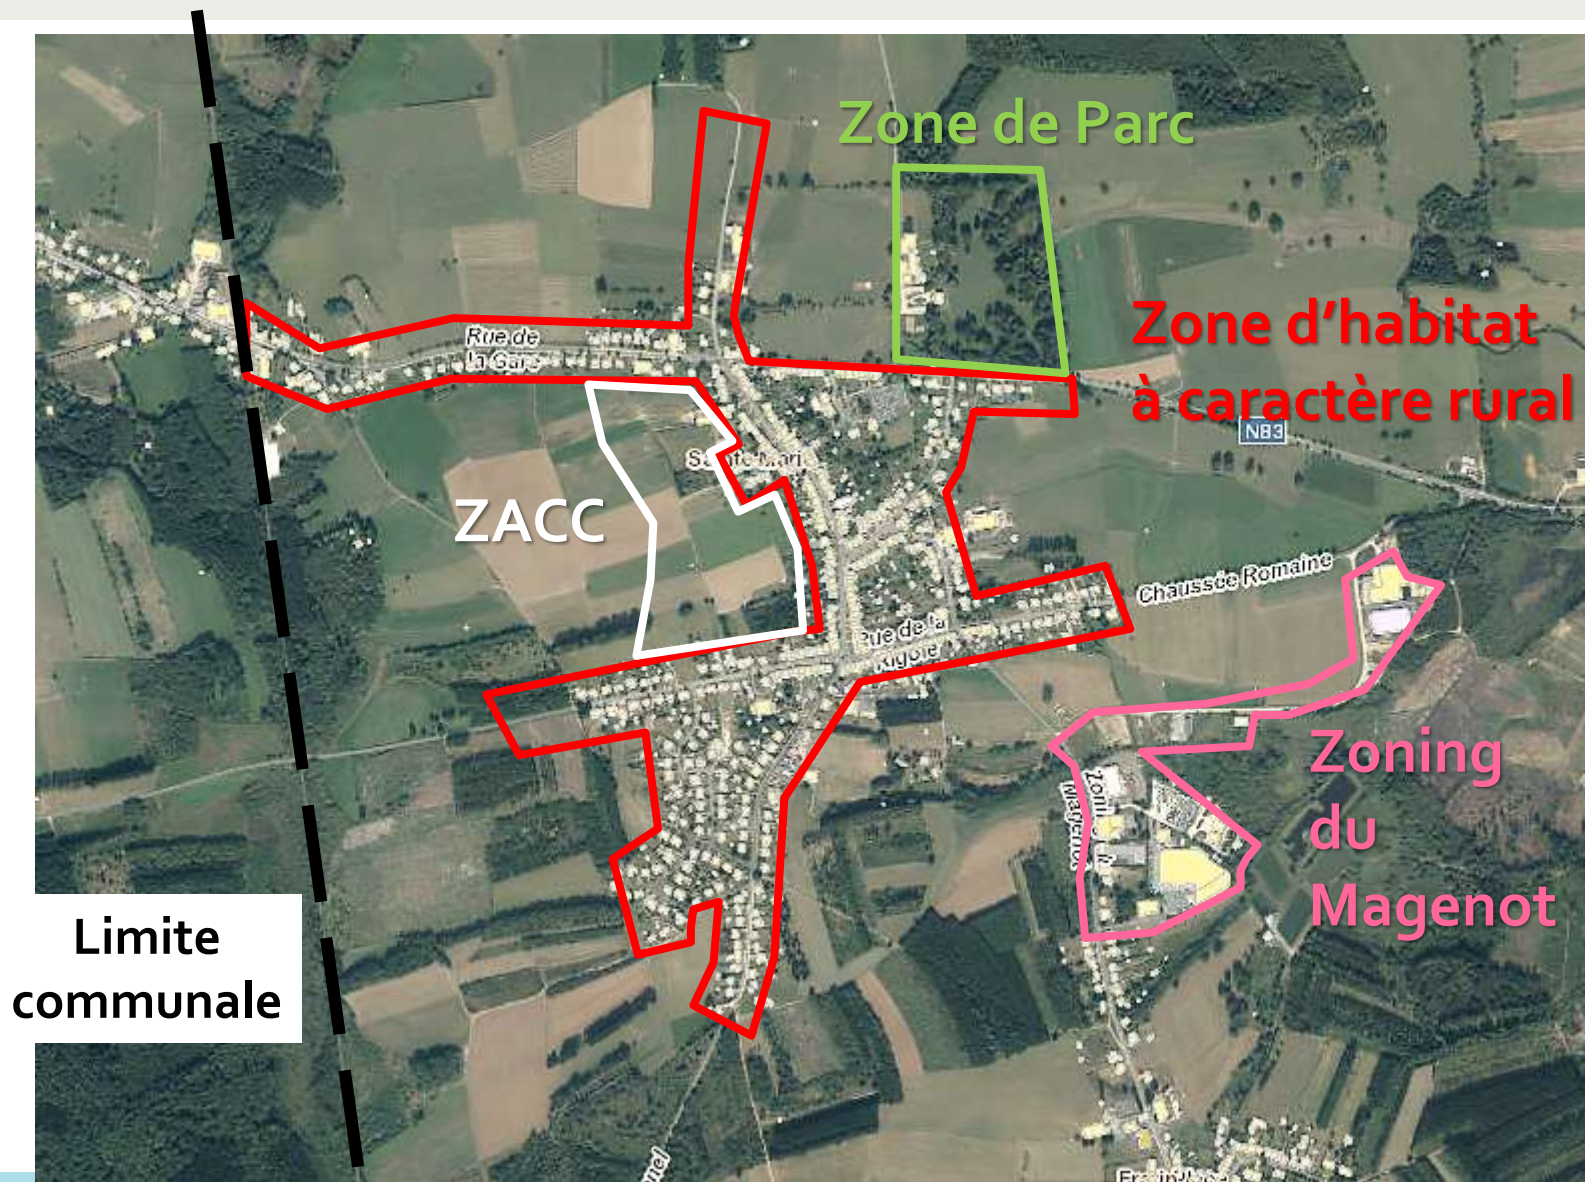 Zone de Parc
Zone d'habitat
à caractère rural
Rue de
la Gare
N83
ZACC
Chaussée Romaine
Rue de la
Rigole
Zoning
du
Magenot
Limite
communale